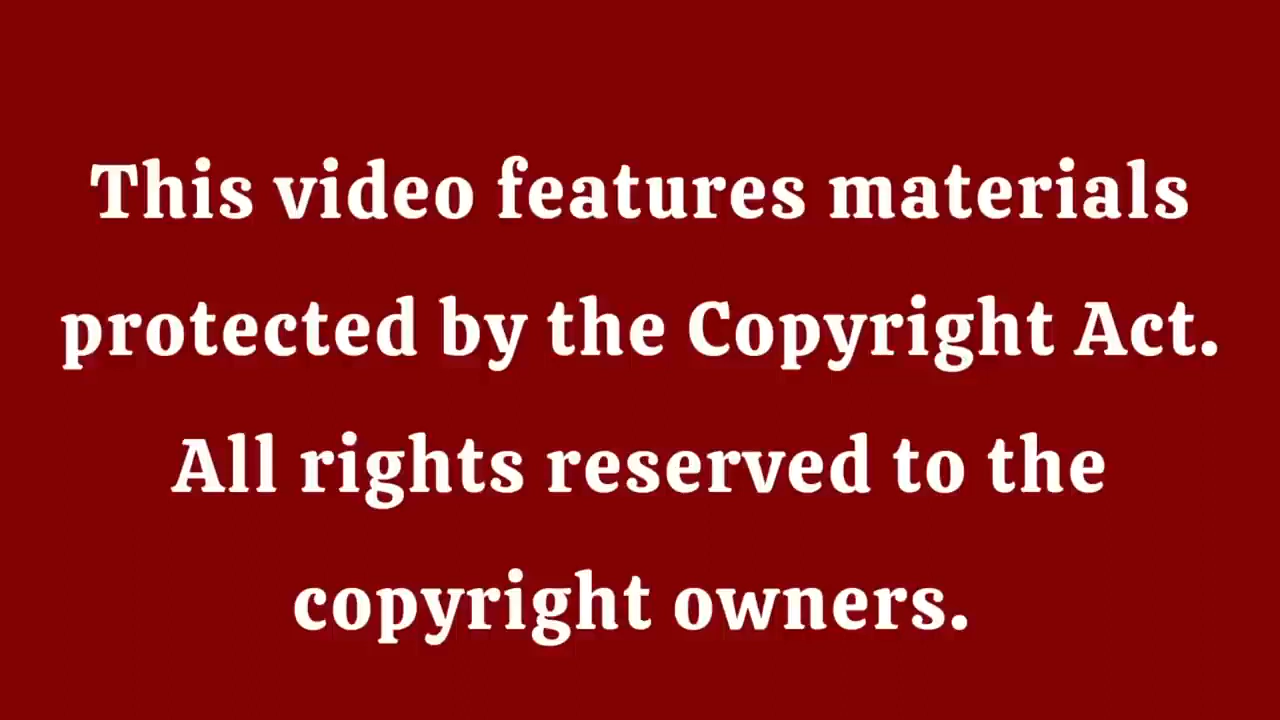 This video features materials
protected by the Copyright Act.
All rights reserved to the
copyright owners.